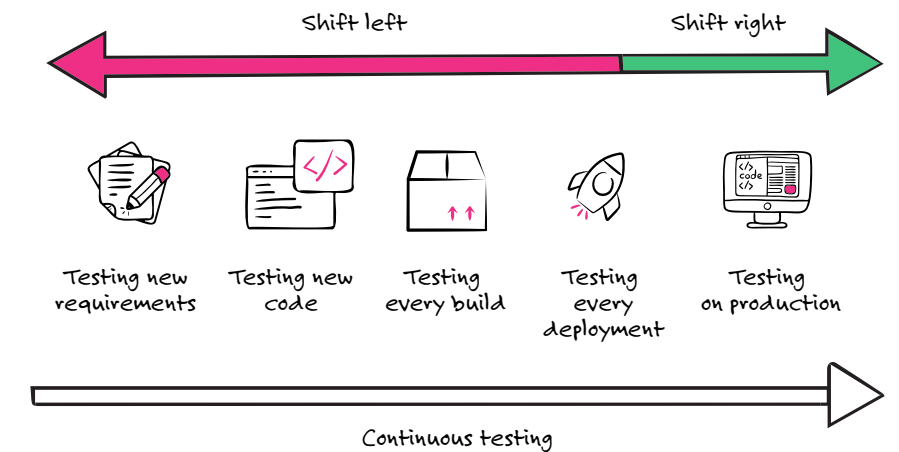 Shift left
Shift right
</>
</>
code
</>
Testing new
requirements
Testing new
code
Testing
every build
Testing
every
deployment
Testing
on production
Continuous testing